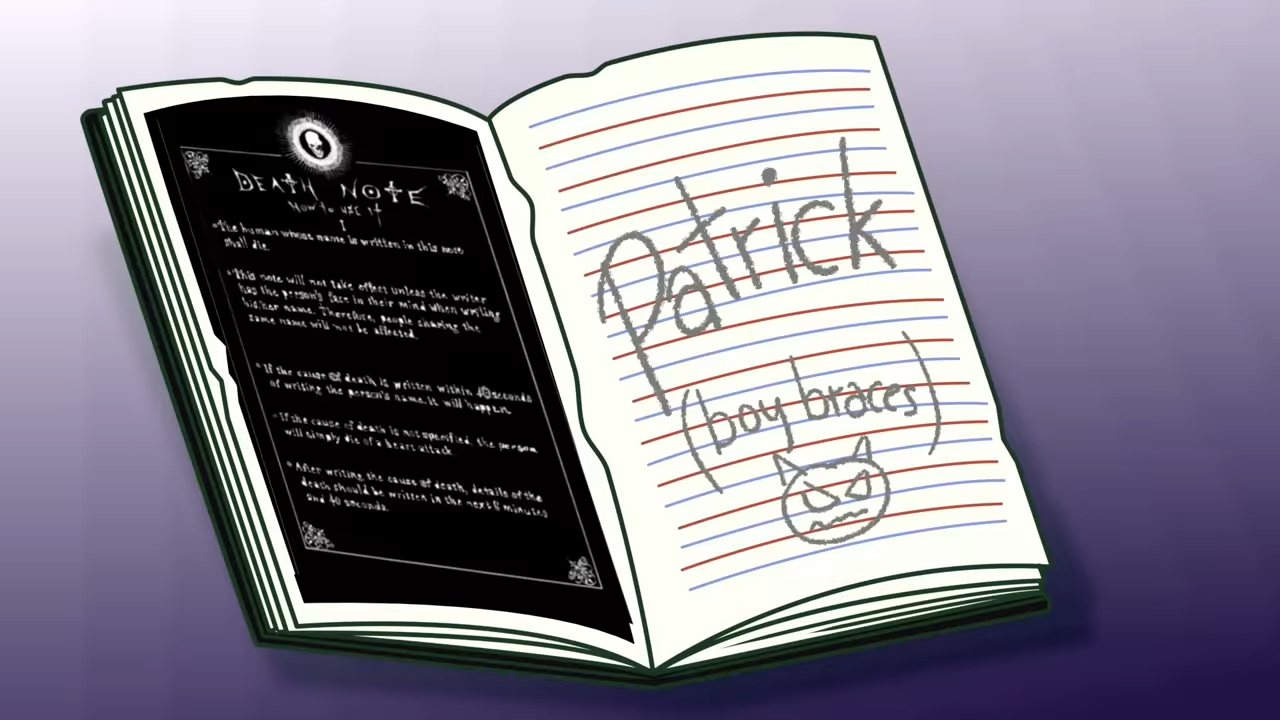 DEATH NOTE
How to use it
I
The human whose name is written in this note
shall die.
This note will not take effect unless the writer
has the person's face in their mind when writing
his/her name. Therefore, people sharing the
same name will not be affected.
If the cause of death is written within 40 seconds
of writing the person's name, it will happen.
If the cause of death is not specified, the person
will simply die of a heart attack
After writing the cause of death, details of the
death should be written in the next 6 minutes
and 40 seconds.
Patrick
(boy braces)